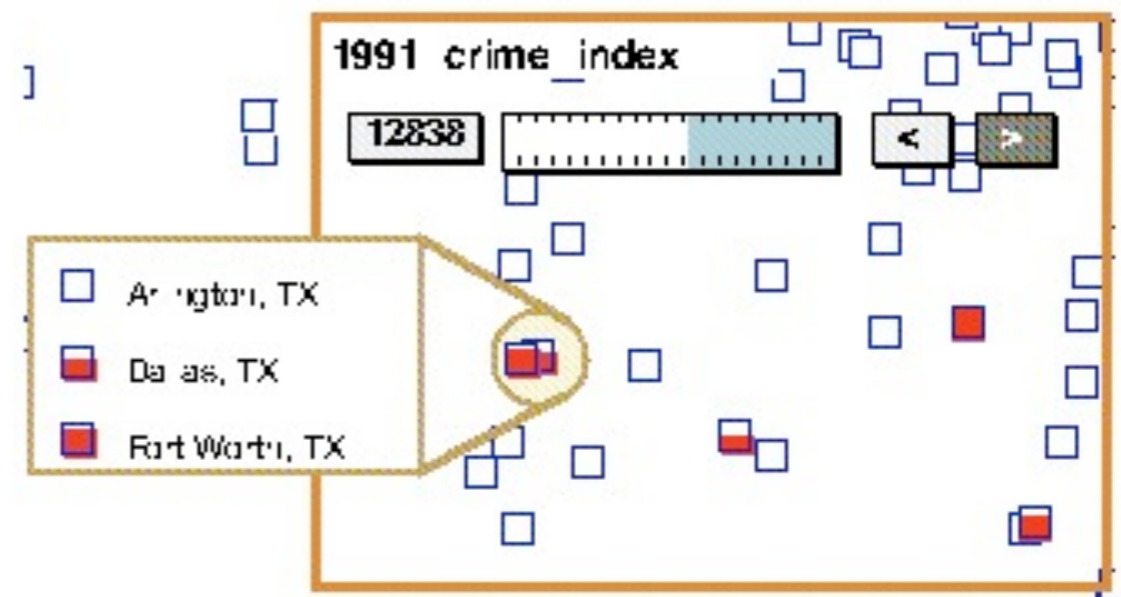 1991 crime_index
12838
< >
Arlington, TX
Dallas, TX
Fort Worth, TX